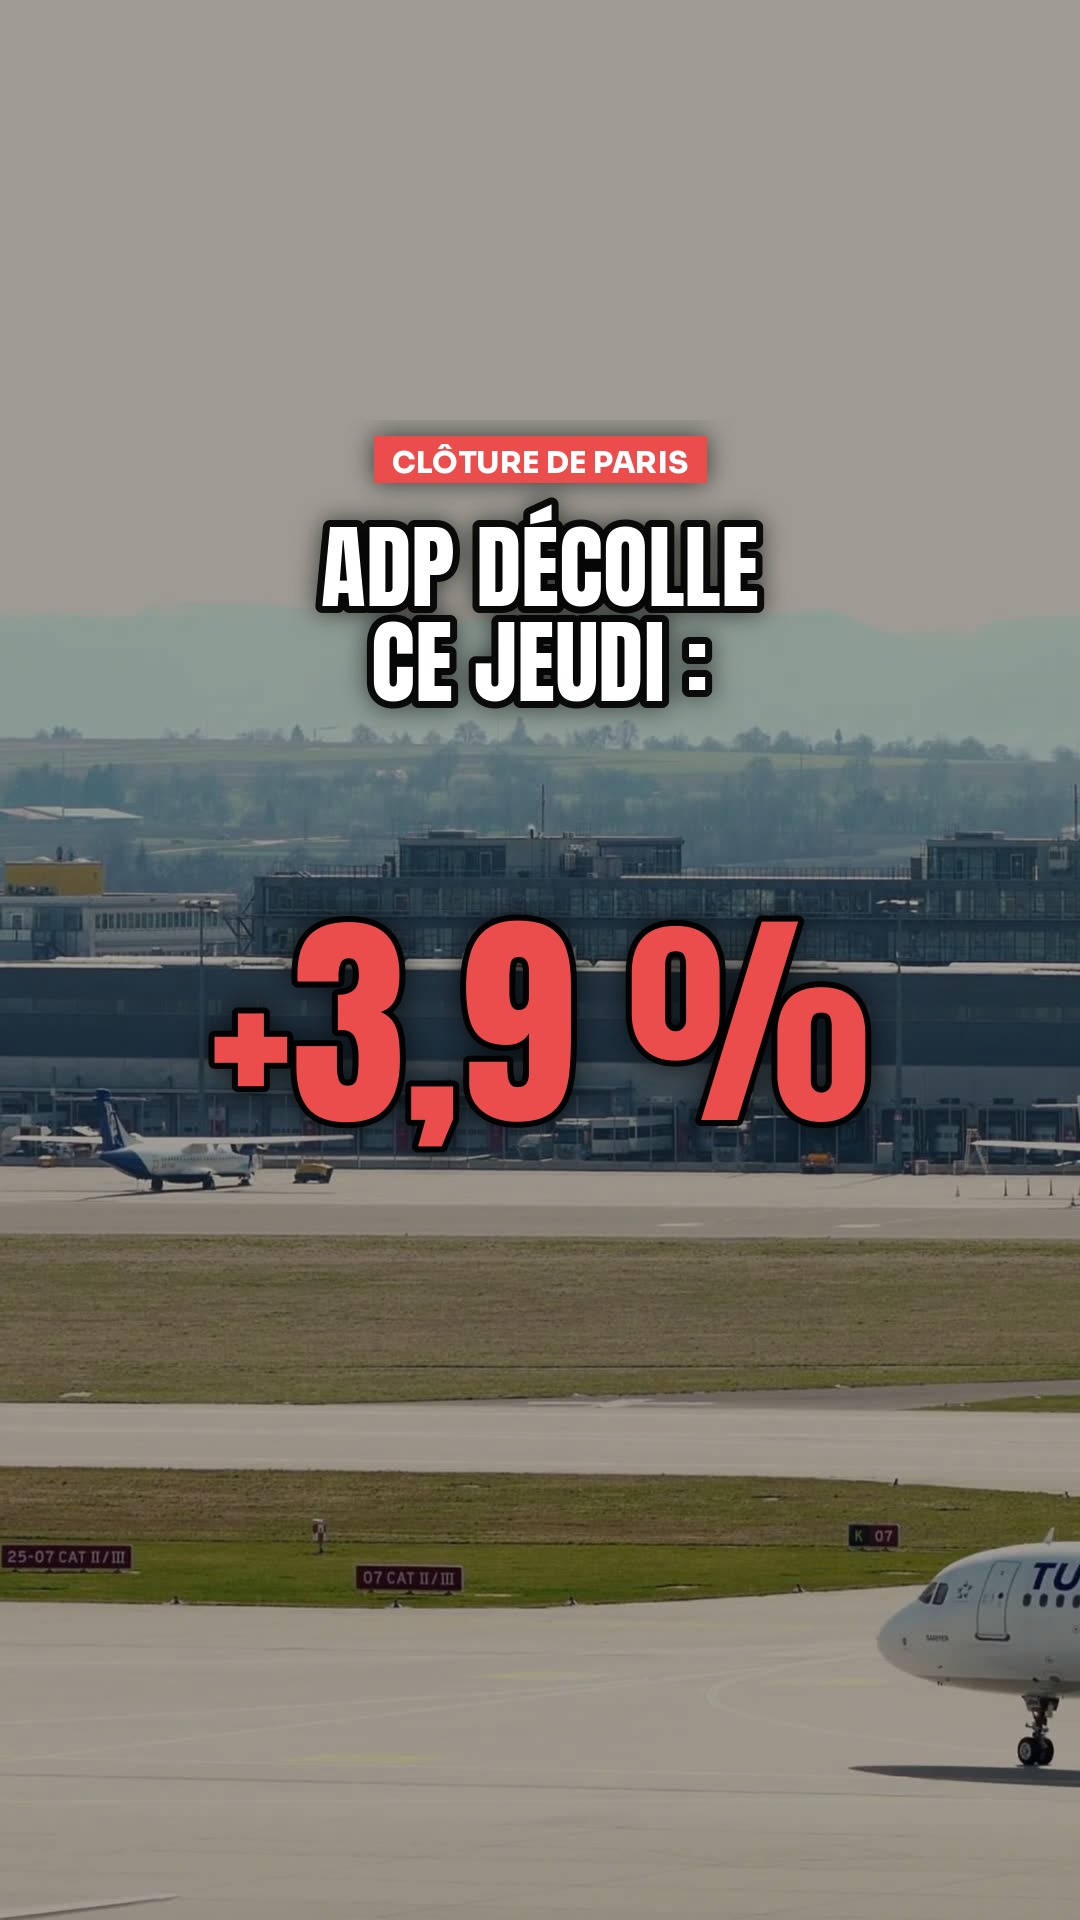 CLÔTURE DE PARIS
ADP DÉCOLLE
CE JEUDI :
+3,9 %
K 07
25-07 CAT II/III
07 CAT II/III
TU